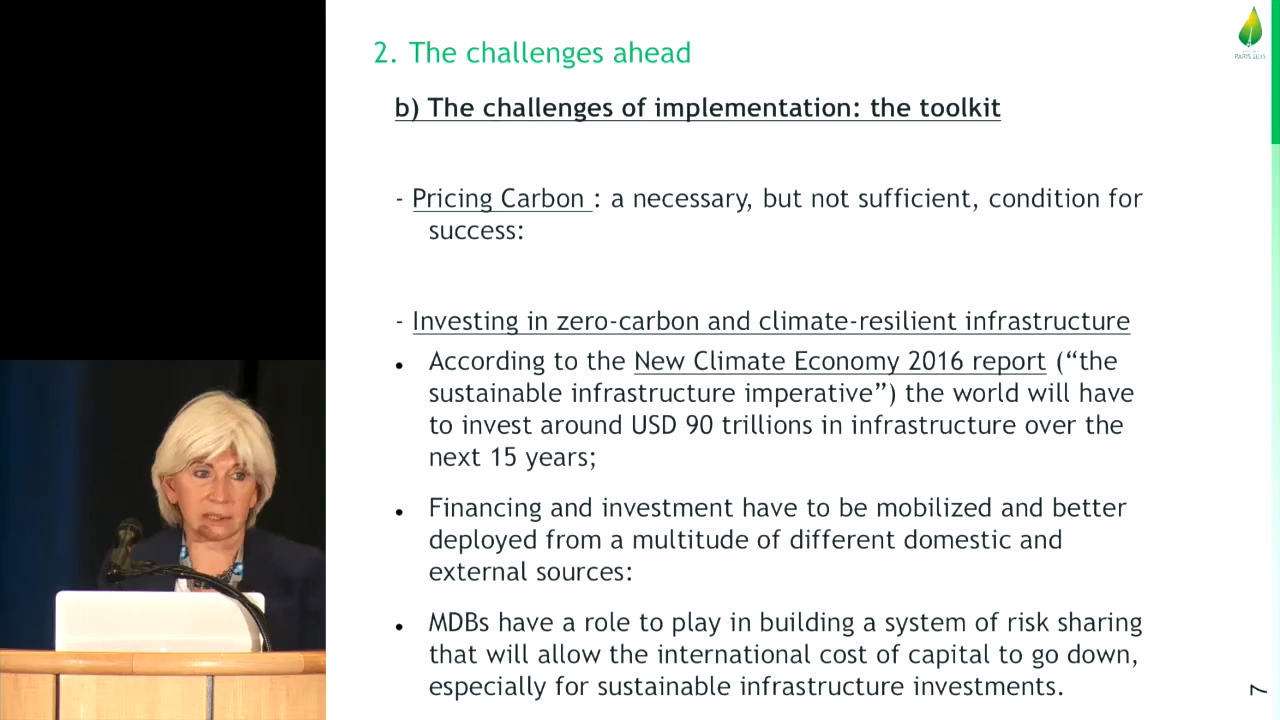 2. The challenges ahead
PARIS 2015
b) The challenges of implementation: the toolkit
- Pricing Carbon : a necessary, but not sufficient, condition for
success:
- Investing in zero-carbon and climate-resilient infrastructure
• According to the New Climate Economy 2016 report (“the
sustainable infrastructure imperative”) the world will have
to invest around USD 90 trillions in infrastructure over the
next 15 years;
• Financing and investment have to be mobilized and better
deployed from a multitude of different domestic and
external sources:
• MDBs have a role to play in building a system of risk sharing
that will allow the international cost of capital to go down,
especially for sustainable infrastructure investments.
7